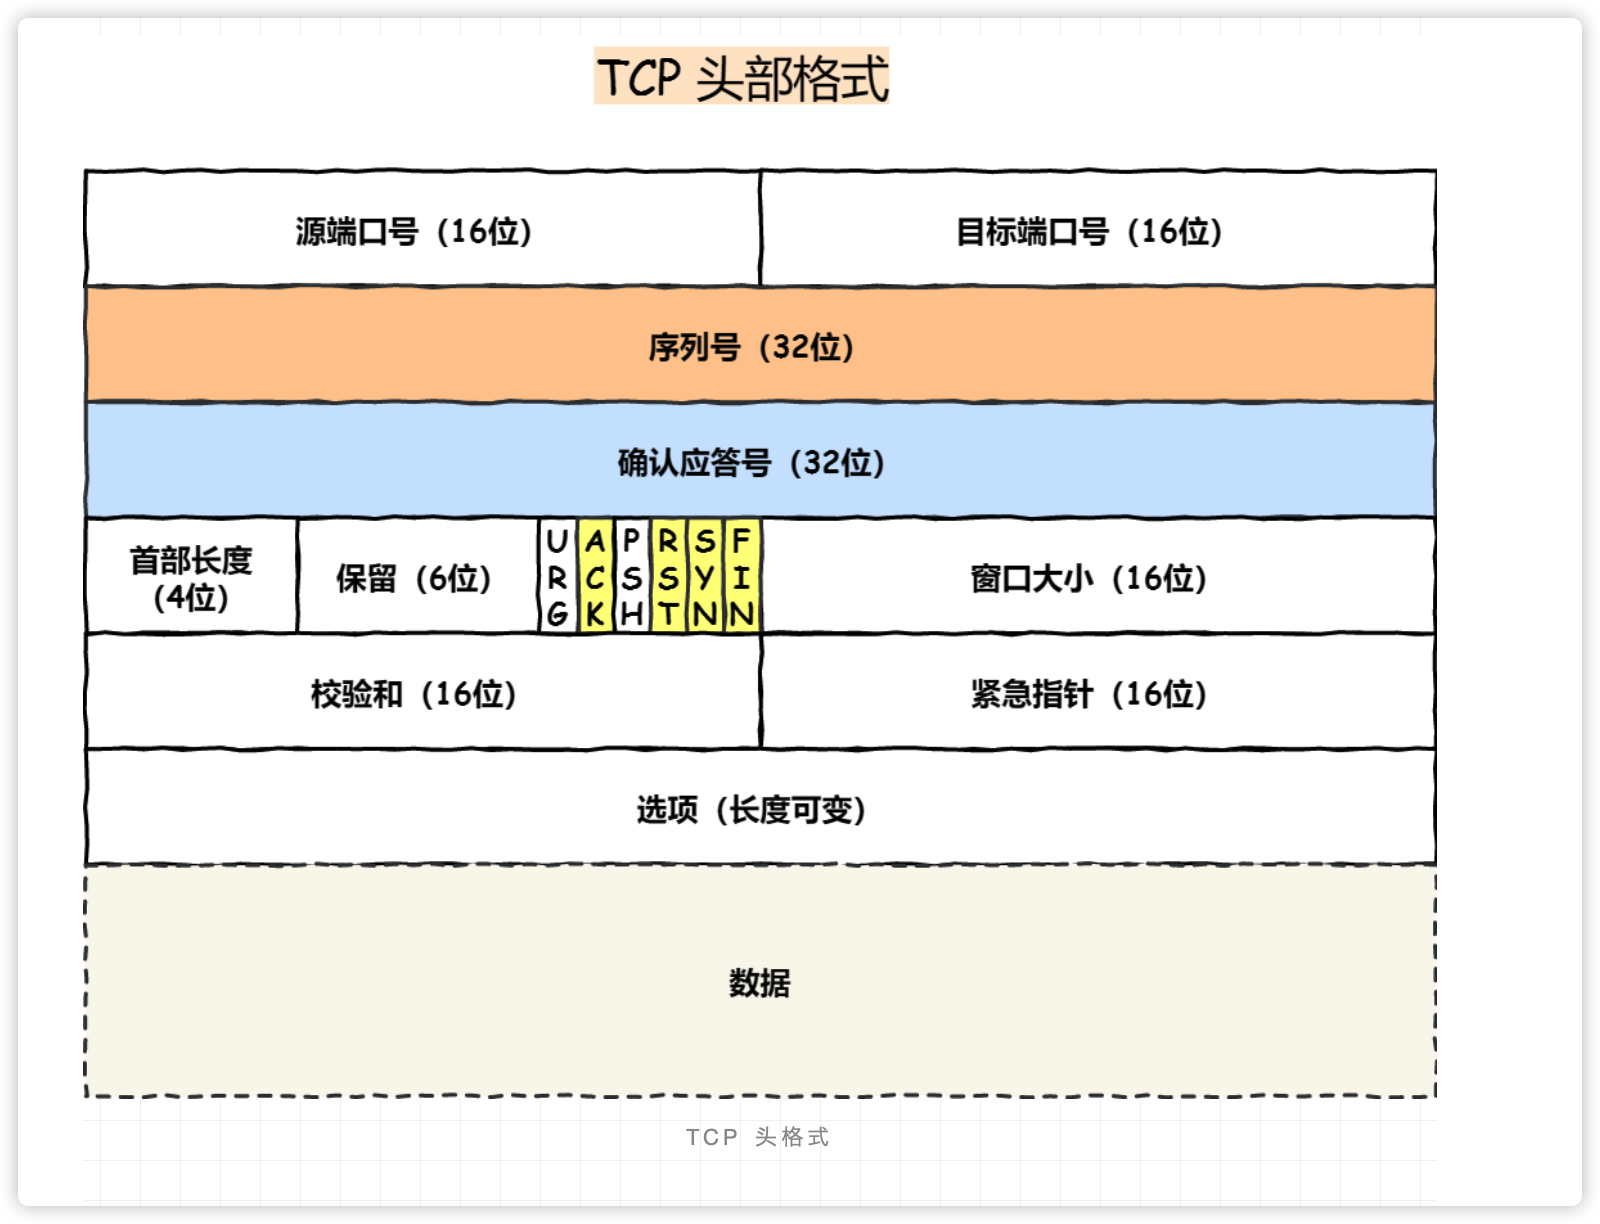 TCP 头部格式
源端口号（16位） 目标端口号（16位）
序列号（32位）
确认应答号（32位）
首部长度
（4位）
保留（6位）
URG
ACK
PSH
RST
SYN
FIN
窗口大小（16位）
校验和（16位） 紧急指针（16位）
选项（长度可变）
数据
TCP 头格式